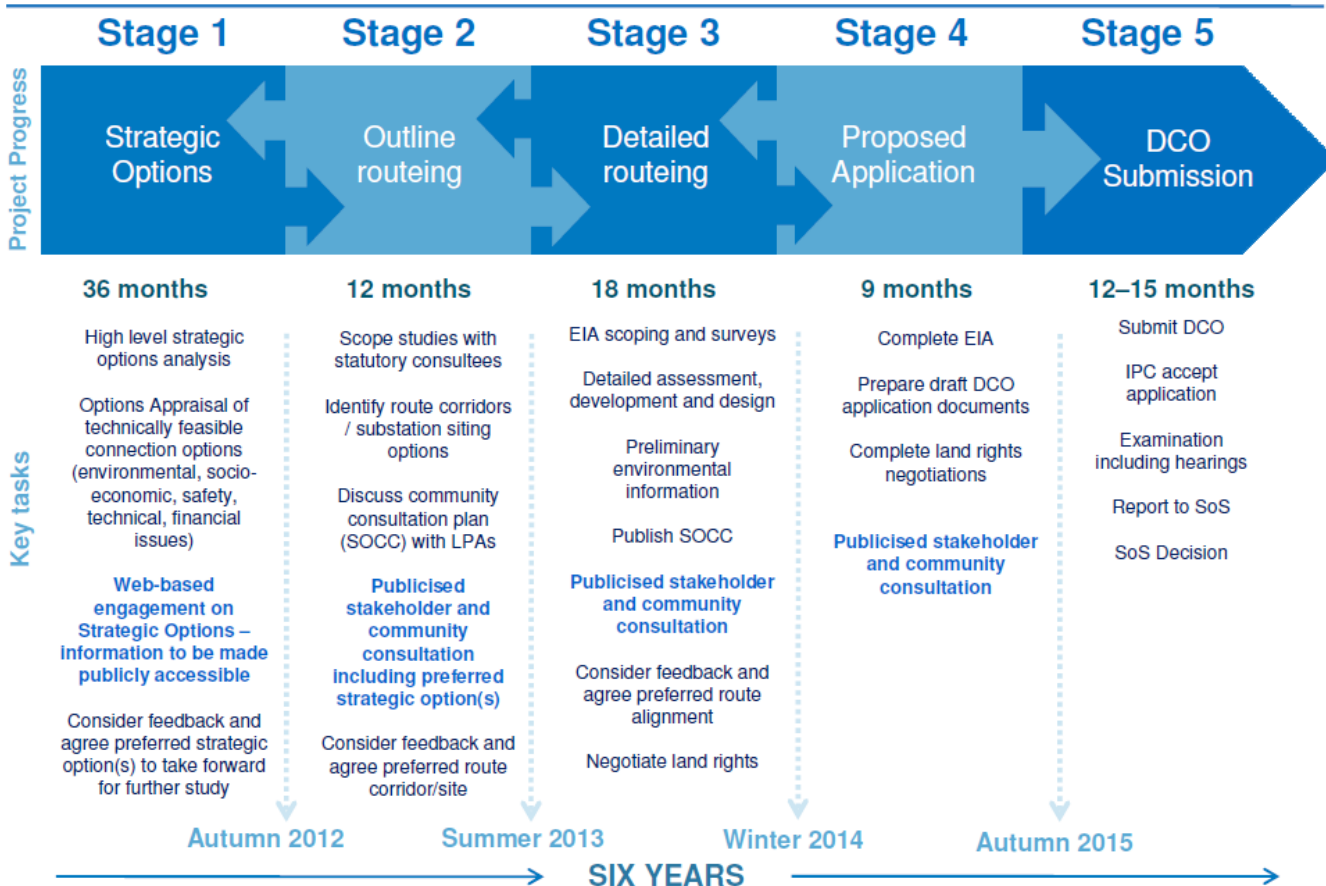 Stage 1
Stage 2
Stage 3
Stage 4
Stage 5
Project Progress
Strategic
Options
Outline
routeing
Detailed
routeing
Proposed
Application
DCO
Submission
Key tasks
36 months
High level strategic
options analysis
Options Appraisal of
technically feasible
connection options
(environmental, socio-
economic, safety,
technical, financial
issues)
Web-based
engagement on
Strategic Options –
information to be made
publicly accessible
Consider feedback and
agree preferred strategic
option(s) to take forward
for further study
12 months
Scope studies with
statutory consultees
Identify route corridors
/ substation siting
options
Discuss community
consultation plan
(SOCC) with LPAs
Publicised
stakeholder and
community
consultation
including preferred
strategic option(s)
Consider feedback and
agree preferred route
corridor/site
18 months
EIA scoping and surveys
Detailed assessment,
development and design
Preliminary
environmental
information
Publish SOCC
Publicised stakeholder
and community
consultation
Consider feedback and
agree preferred route
alignment
Negotiate land rights
9 months
Complete EIA
Prepare draft DCO
application documents
Complete land rights
negotiations
Publicised stakeholder
and community
consultation
12–15 months
Submit DCO
IPC accept
application
Examination
including hearings
Report to SoS
SoS Decision
Autumn 2012
Summer 2013
Winter 2014
Autumn 2015
SIX YEARS